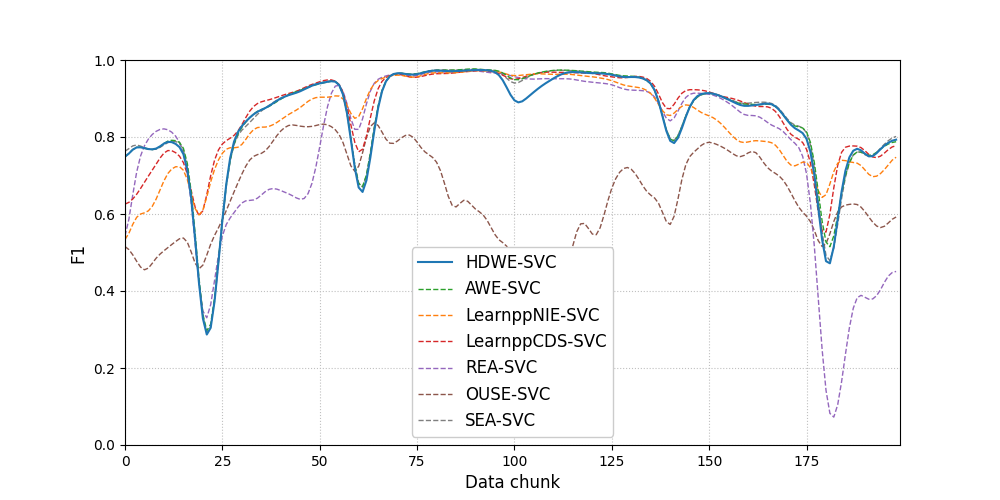 1.0
0.8
0.6
0.4
0.2
0.0
F1
HDWE-SVC
AWE-SVC
LearnppNIE-SVC
LearnppCDS-SVC
REA-SVC
OUSE-SVC
SEA-SVC
0 25 50 75 100 125 150 175
Data chunk